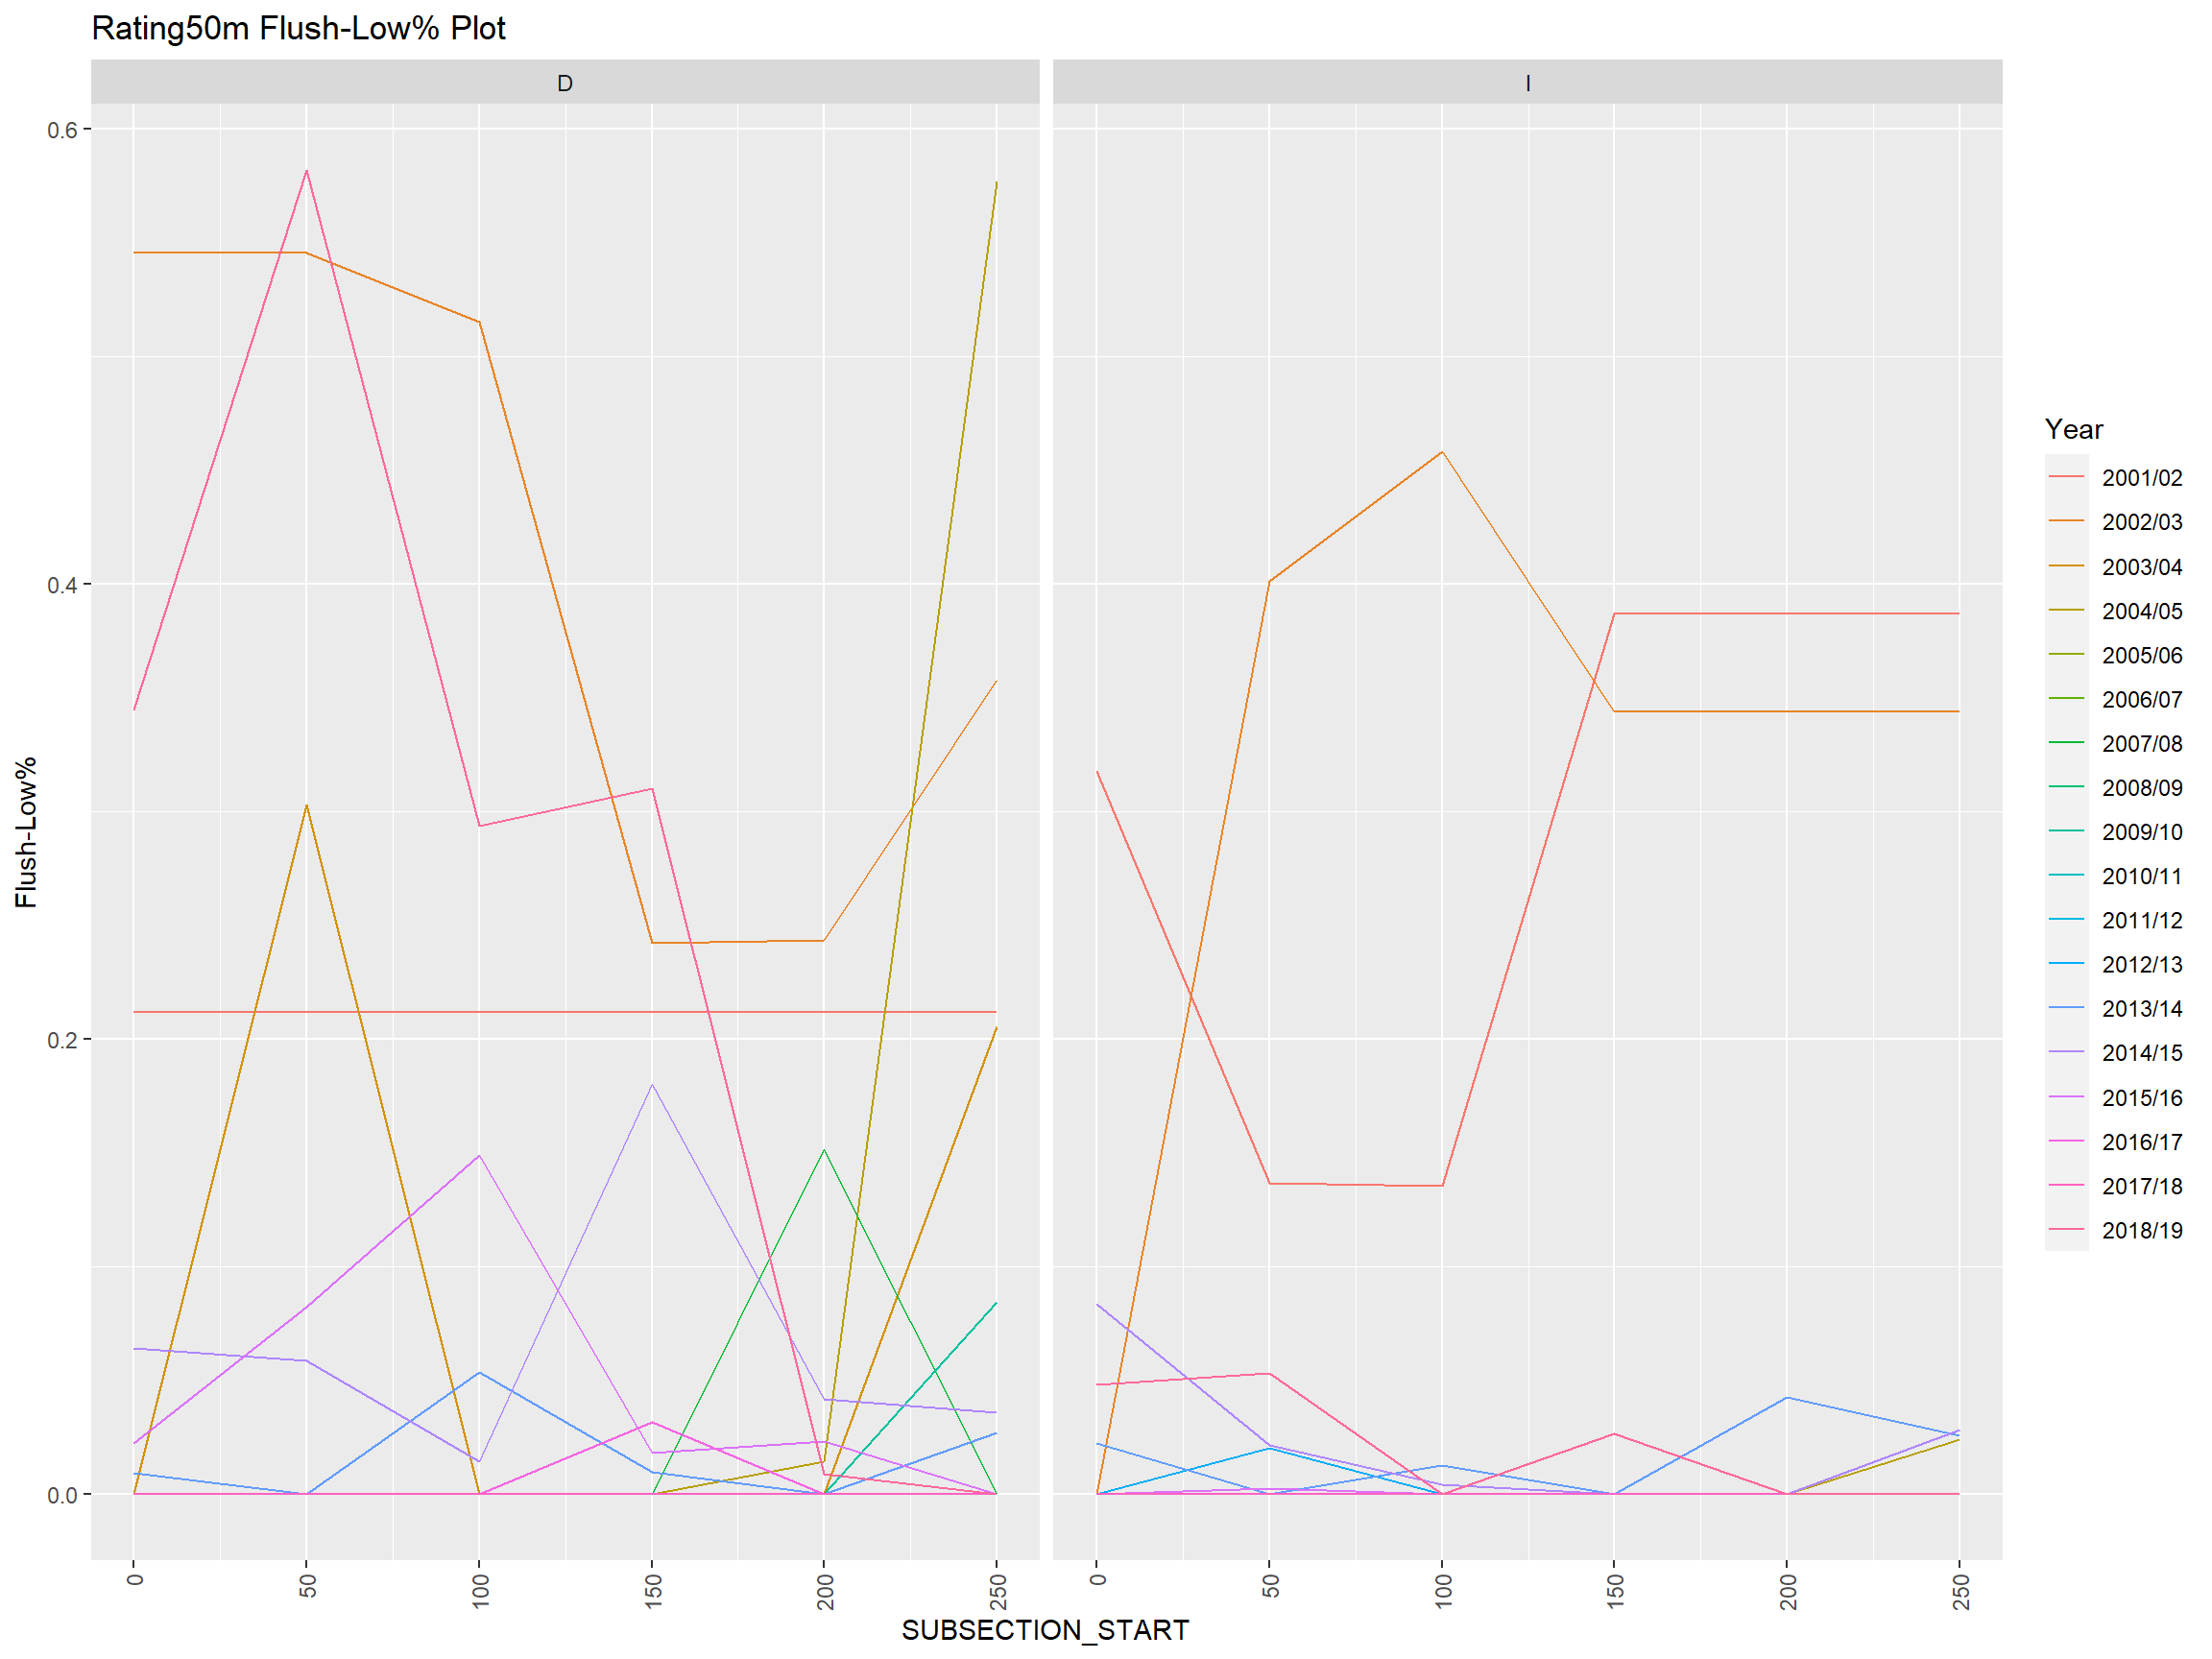 Rating50m Flush-Low% Plot
D
I
0.6
0.4
0.2
0.0
Flush-Low%
0 50 100 150 200 250
0 50 100 150 200 250
SUBSECTION_START
Year
2001/02
2002/03
2003/04
2004/05
2005/06
2006/07
2007/08
2008/09
2009/10
2010/11
2011/12
2012/13
2013/14
2014/15
2015/16
2016/17
2017/18
2018/19